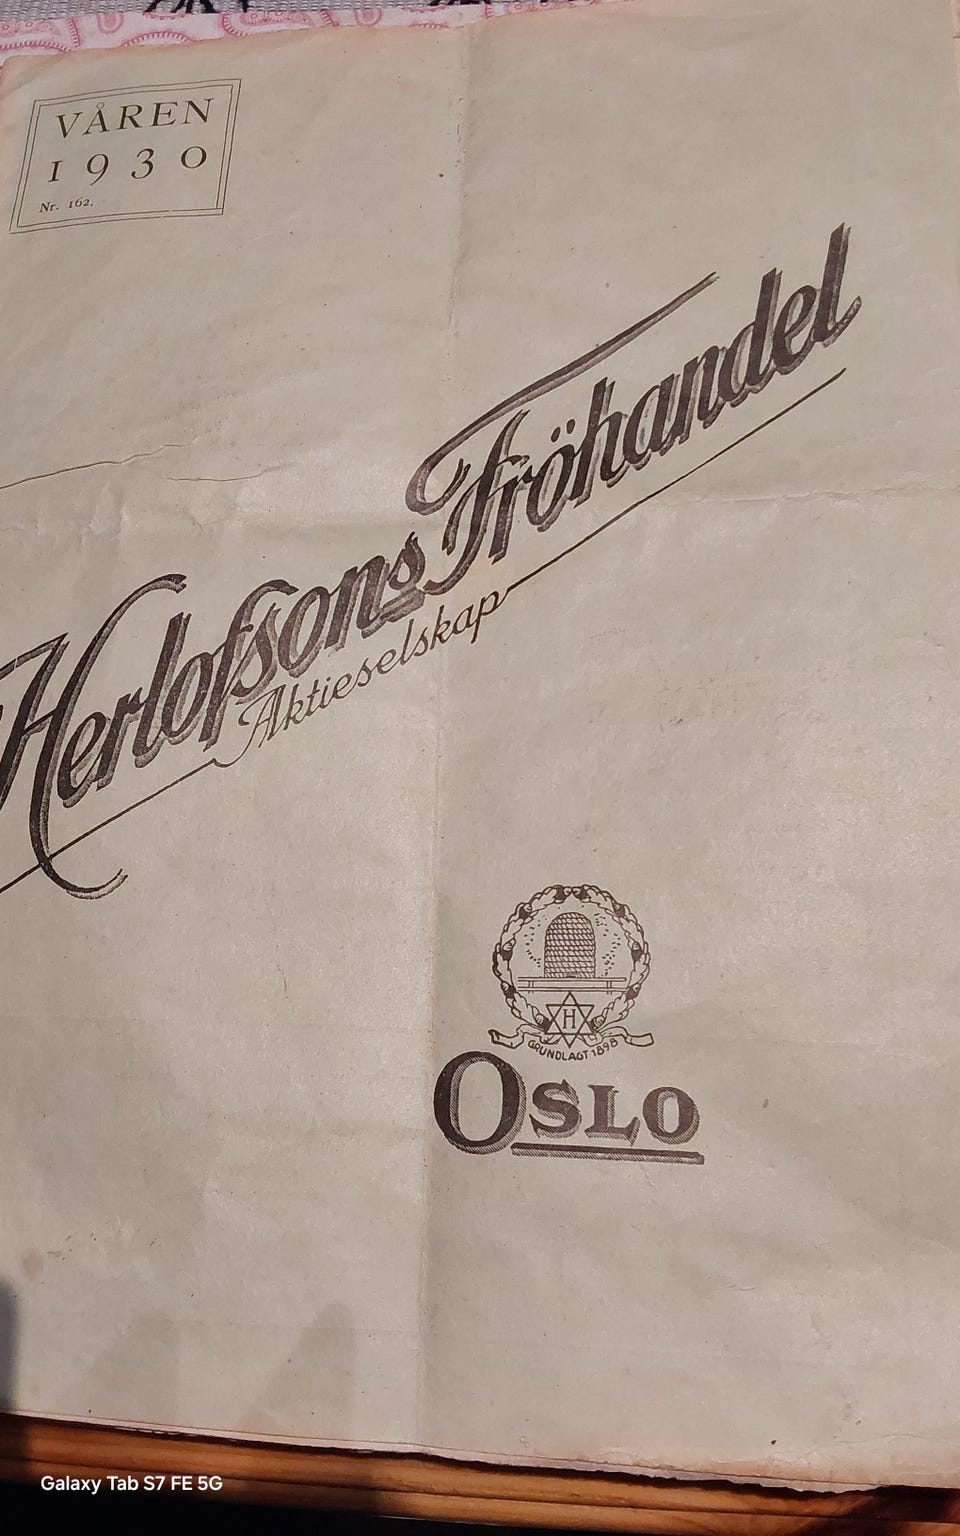 VÅREN
1930
Nr. 162.
Herlofsons Fröhandel
Aktieselskap
H
GRUNDLAGT 1898
OSLO
Galaxy Tab S7 FE 5G